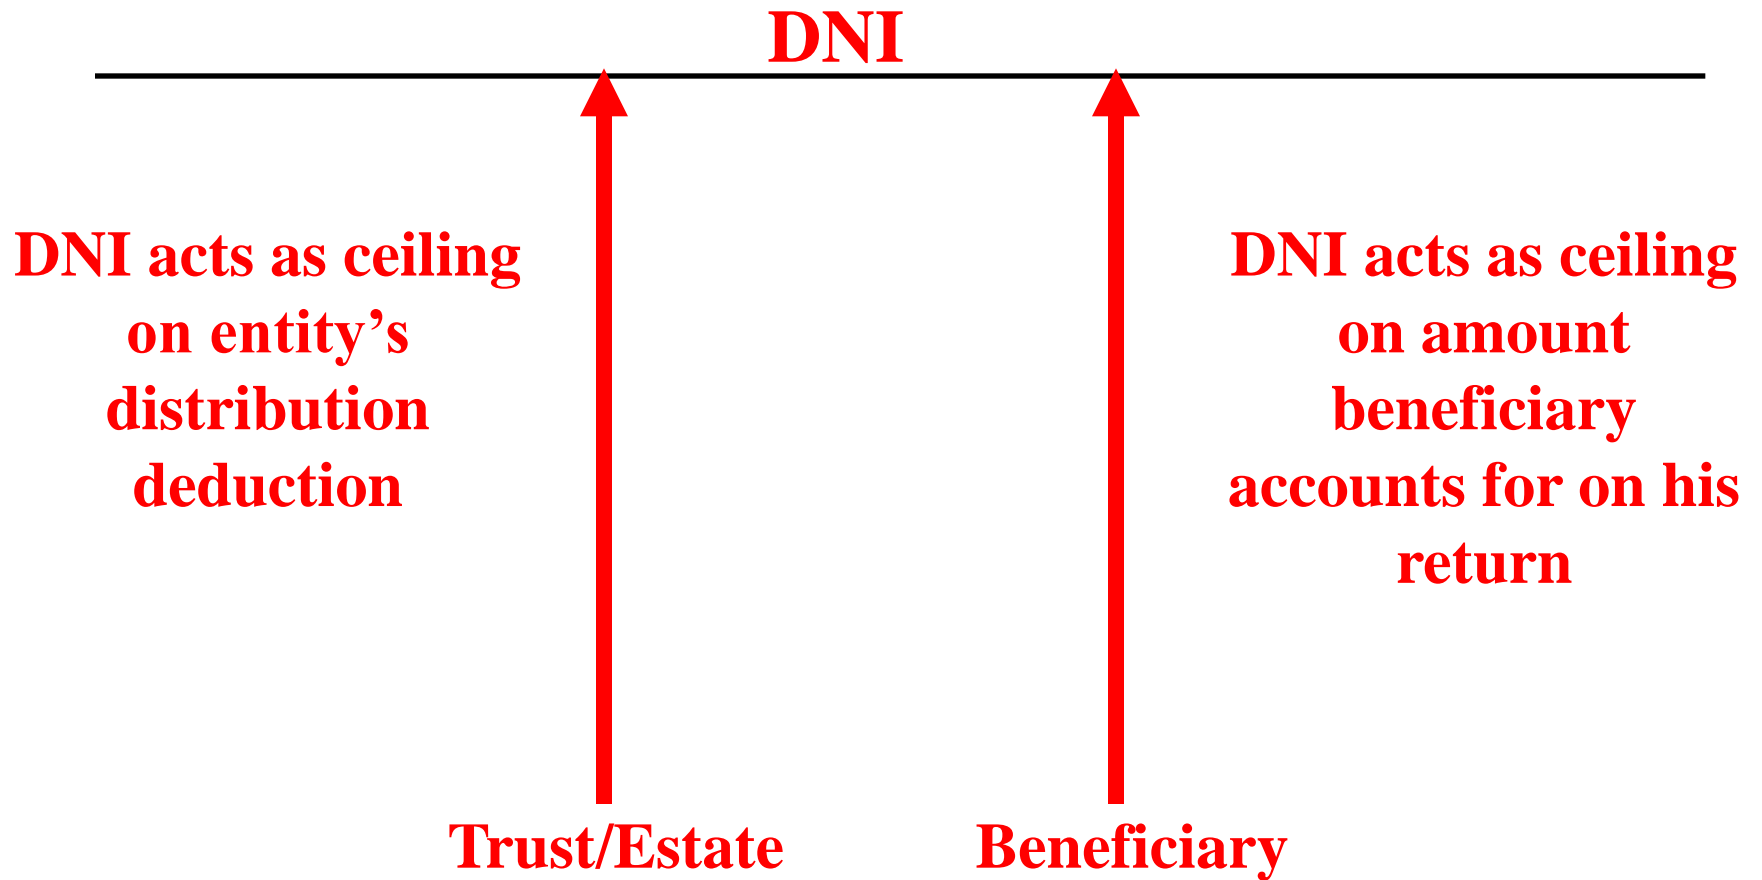 DNI
DNI acts as ceiling
on entity’s
distribution
deduction
DNI acts as ceiling
on amount
beneficiary
accounts for on his
return
Trust/Estate
Beneficiary